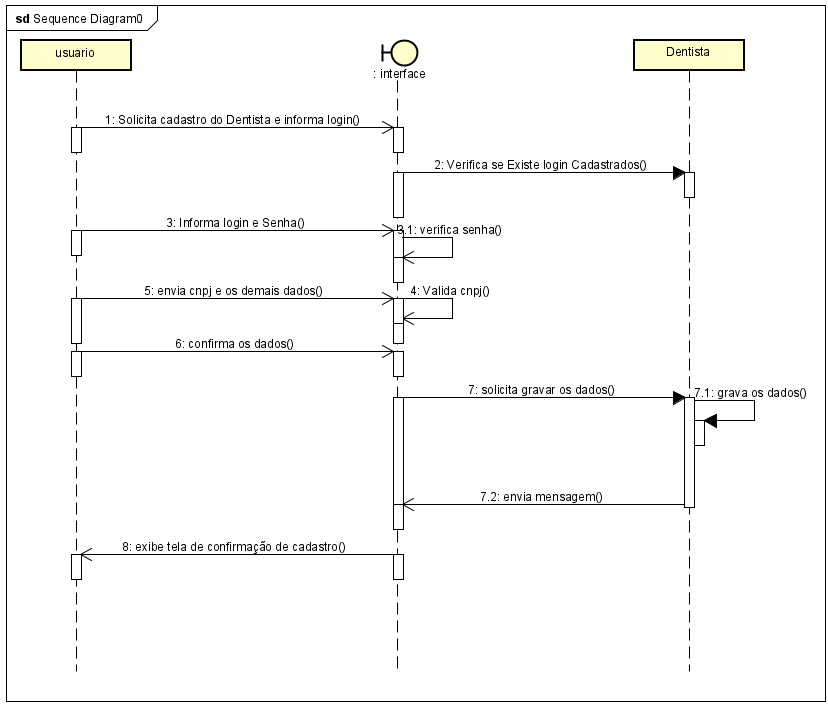 sd Sequence Diagram0
usuario
: interface
Dentista
1: Solicita cadastro do Dentista e informa login()
2: Verifica se Existe login Cadastrados()
3: Informa login e Senha()
3.1: verifica senha()
5: envia cnpj e os demais dados()
4: Valida cnpj()
6: confirma os dados()
7: solicita gravar os dados()
7.1: grava os dados()
7.2: envia mensagem()
8: exibe tela de confirmação de cadastro()